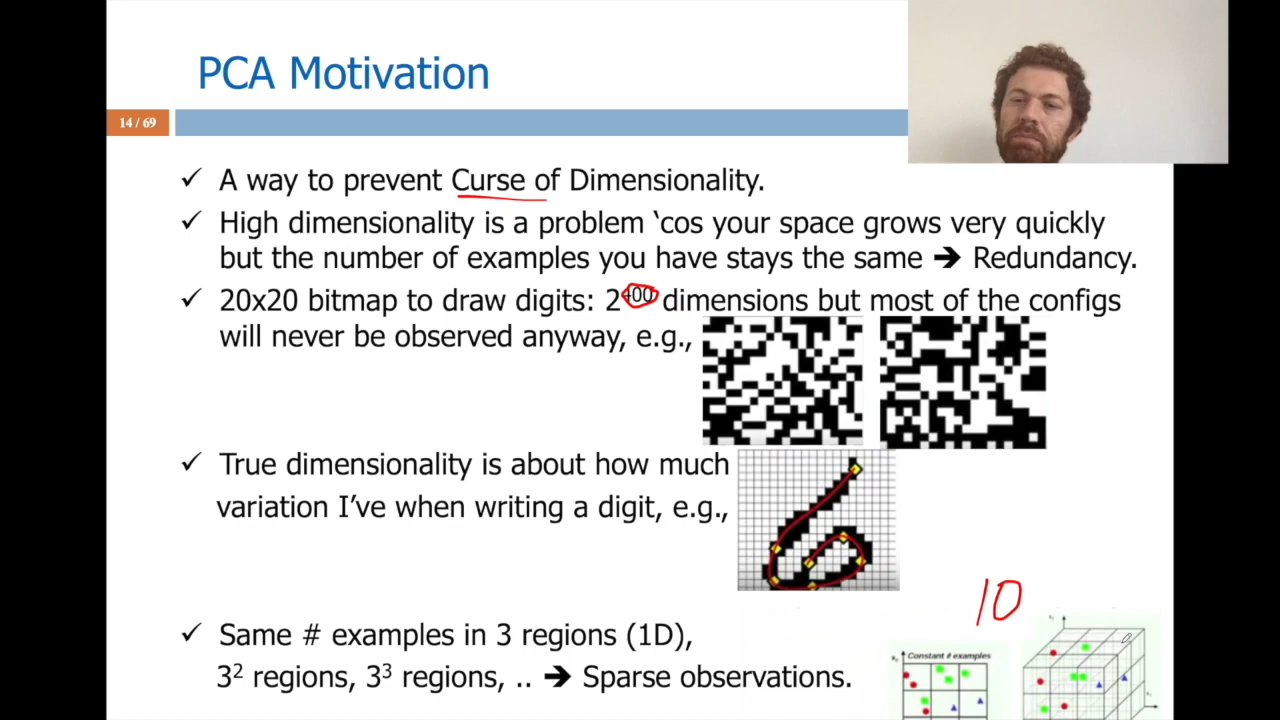 PCA Motivation
14 / 69
✓ A way to prevent Curse of Dimensionality.
✓ High dimensionality is a problem ‘cos your space grows very quickly
but the number of examples you have stays the same ➔ Redundancy.
✓ 20x20 bitmap to draw digits: 2⁴⁰⁰ dimensions but most of the configs
will never be observed anyway, e.g.,
✓ True dimensionality is about how much
variation I’ve when writing a digit, e.g.,
10
✓ Same # examples in 3 regions (1D),
3² regions, 3³ regions, .. ➔ Sparse observations.
Constant # examples